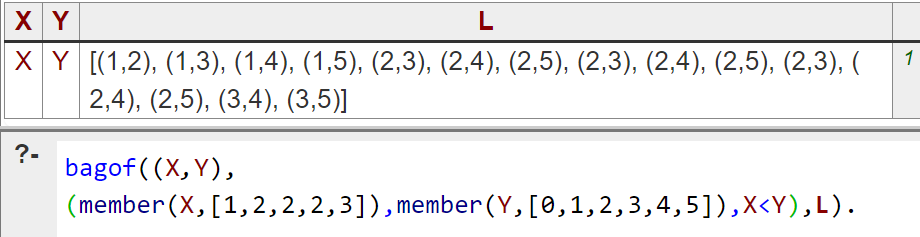 X Y L
X Y [(1,2), (1,3), (1,4), (1,5), (2,3), (2,4), (2,5), (2,3), (2,4), (2,5), (2,3), ( 1
2,4), (2,5), (3,4), (3,5)]
?- bagof((X,Y),
(member(X,[1,2,2,2,3]),member(Y,[0,1,2,3,4,5]),X<Y),L).